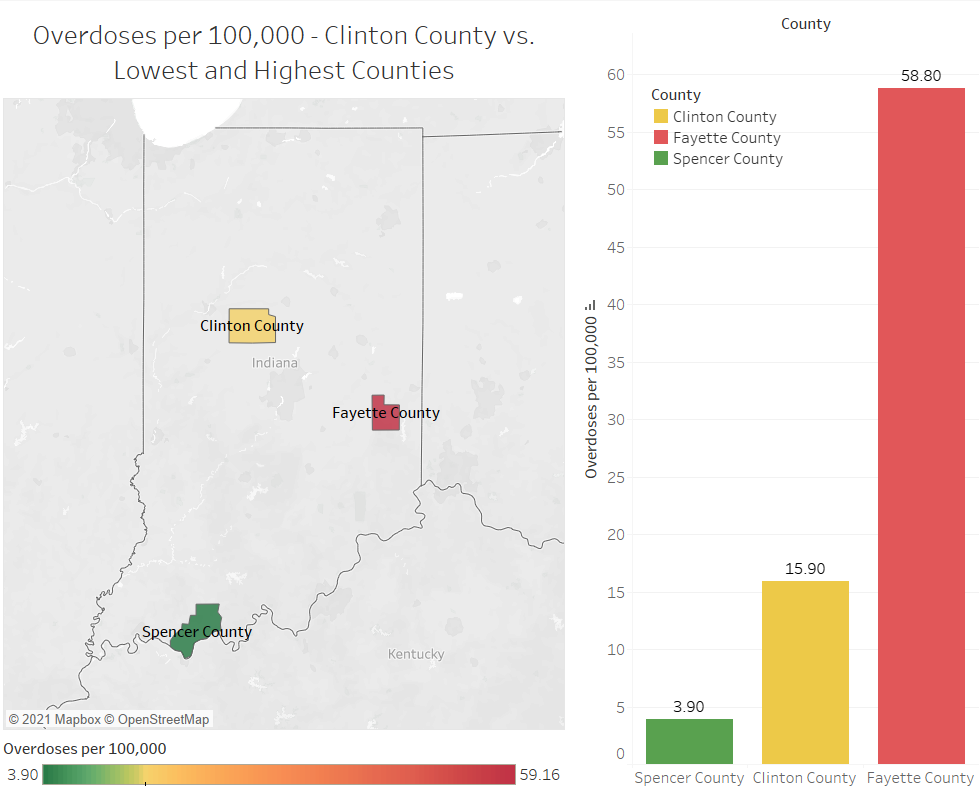 Overdoses per 100,000 - Clinton County vs.
Lowest and Highest Counties
Clinton County
Indiana
Fayette County
Spencer County
Kentucky
© 2021 Mapbox © OpenStreetMap
Overdoses per 100,000
3.90
59.16
County
County
Clinton County
Fayette County
Spencer County
Overdoses per 100,000
60
55
50
45
40
35
30
25
20
15
10
5
0
3.90
15.90
58.80
Spencer County
Clinton County
Fayette County